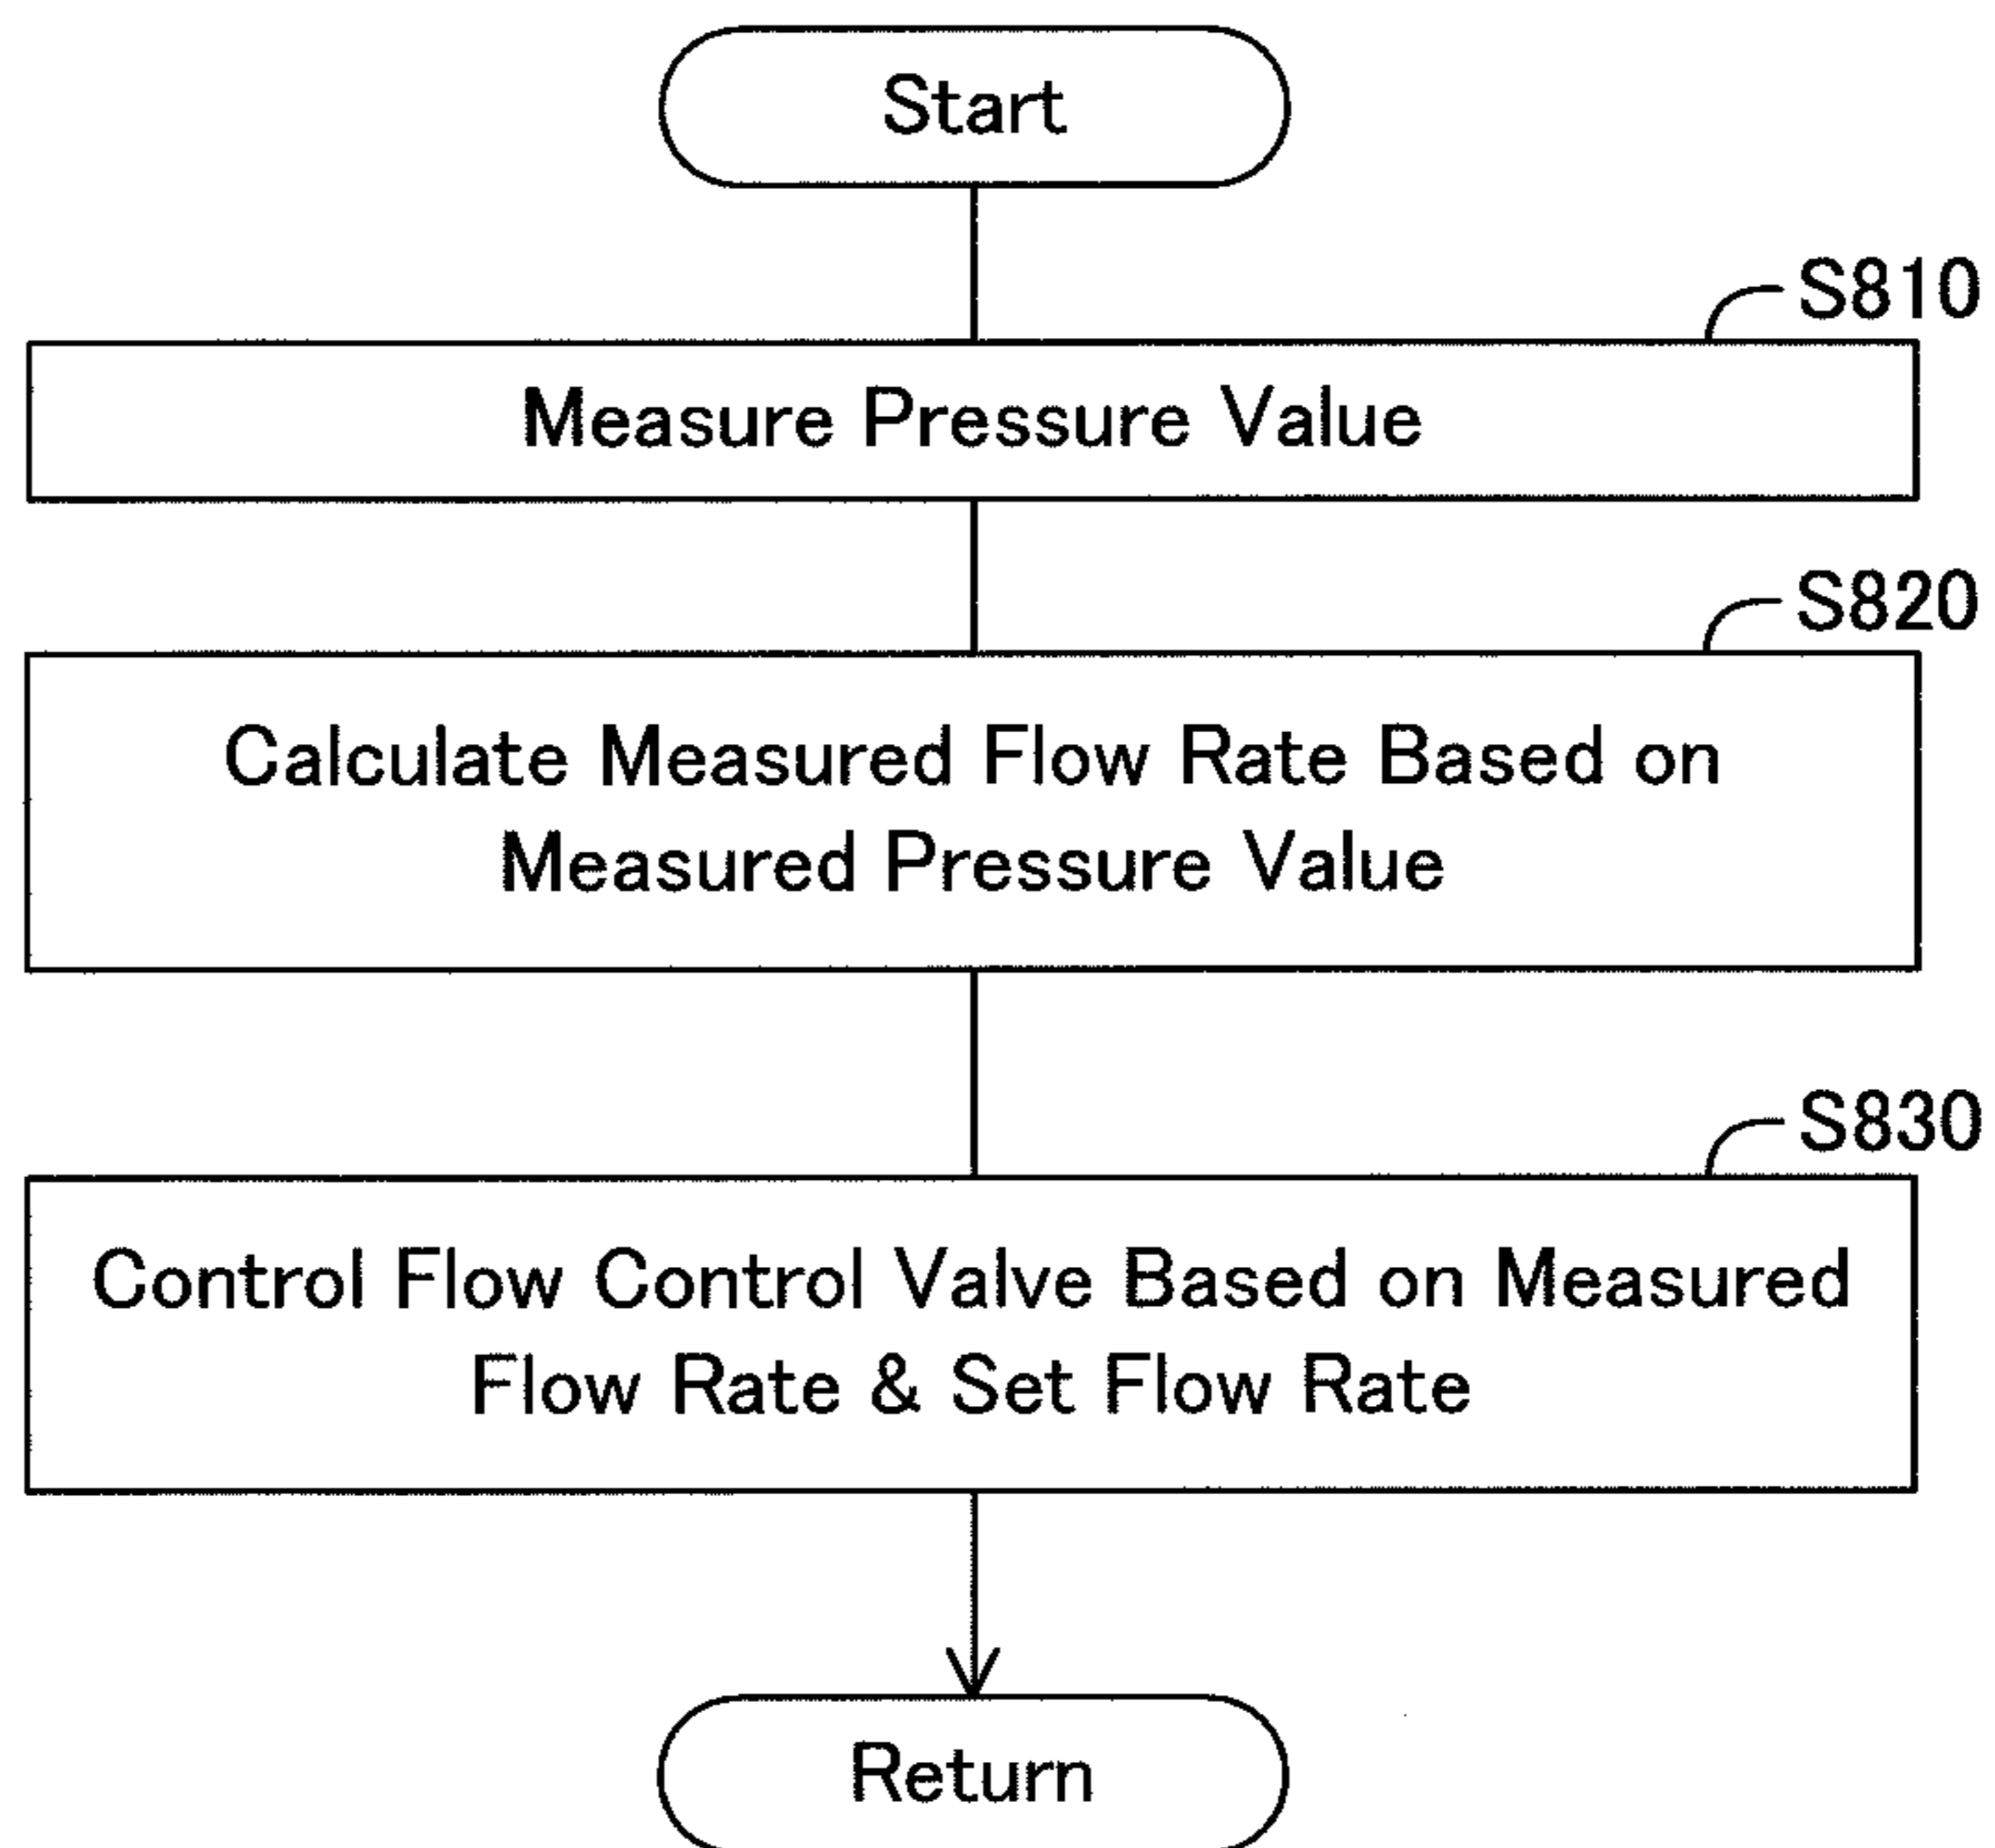 Start
S810
Measure Pressure Value
S820
Calculate Measured Flow Rate Based on
Measured Pressure Value
S830
Control Flow Control Valve Based on Measured
Flow Rate & Set Flow Rate
Return